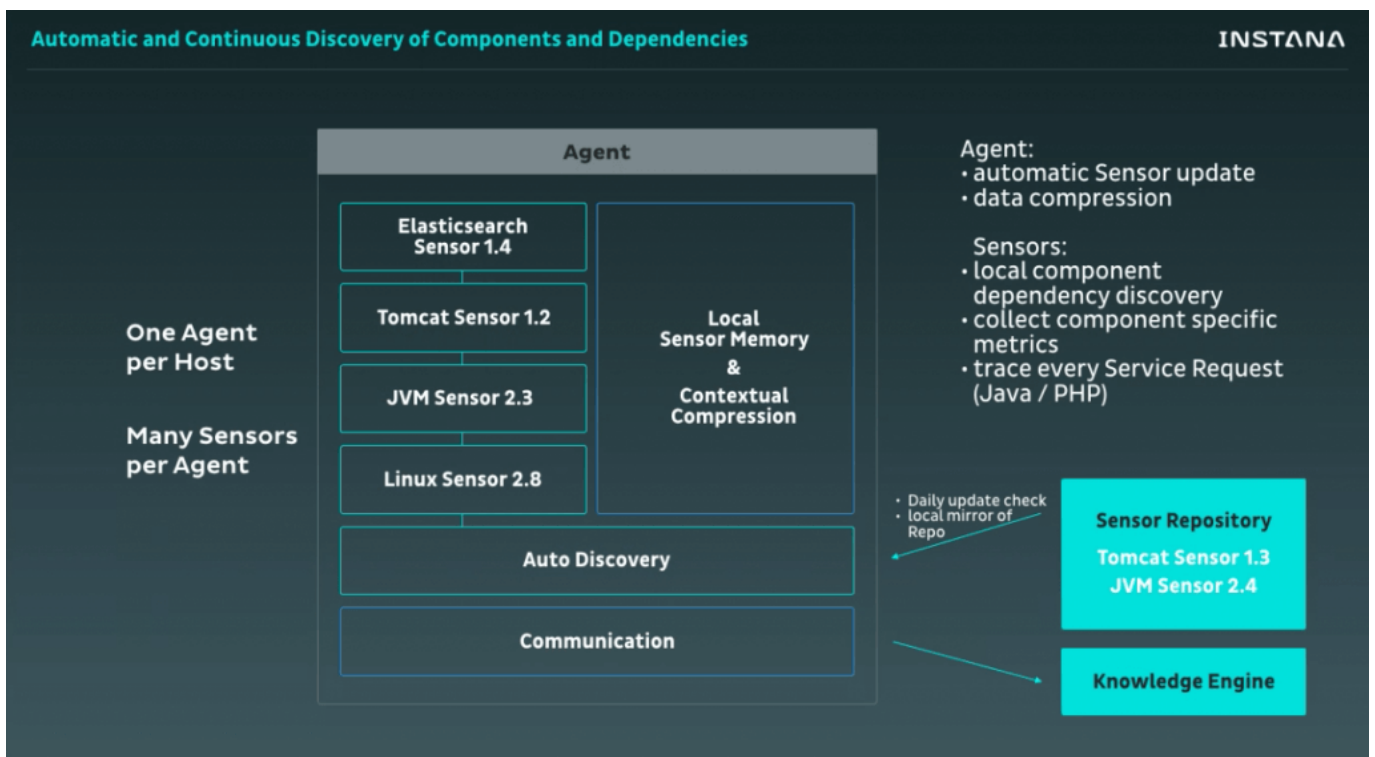 Automatic and Continuous Discovery of Components and Dependencies
INSTANA
Agent
Elasticsearch
Sensor 1.4
Tomcat Sensor 1.2
JVM Sensor 2.3
Linux Sensor 2.8
Local
Sensor Memory
&
Contextual
Compression
Auto Discovery
Communication
One Agent
per Host
Many Sensors
per Agent
Agent:
• automatic Sensor update
• data compression
Sensors:
• local component
dependency discovery
• collect component specific
metrics
• trace every Service Request
(Java / PHP)
• Daily update check
• local mirror of
Repo
Sensor Repository
Tomcat Sensor 1.3
JVM Sensor 2.4
Knowledge Engine